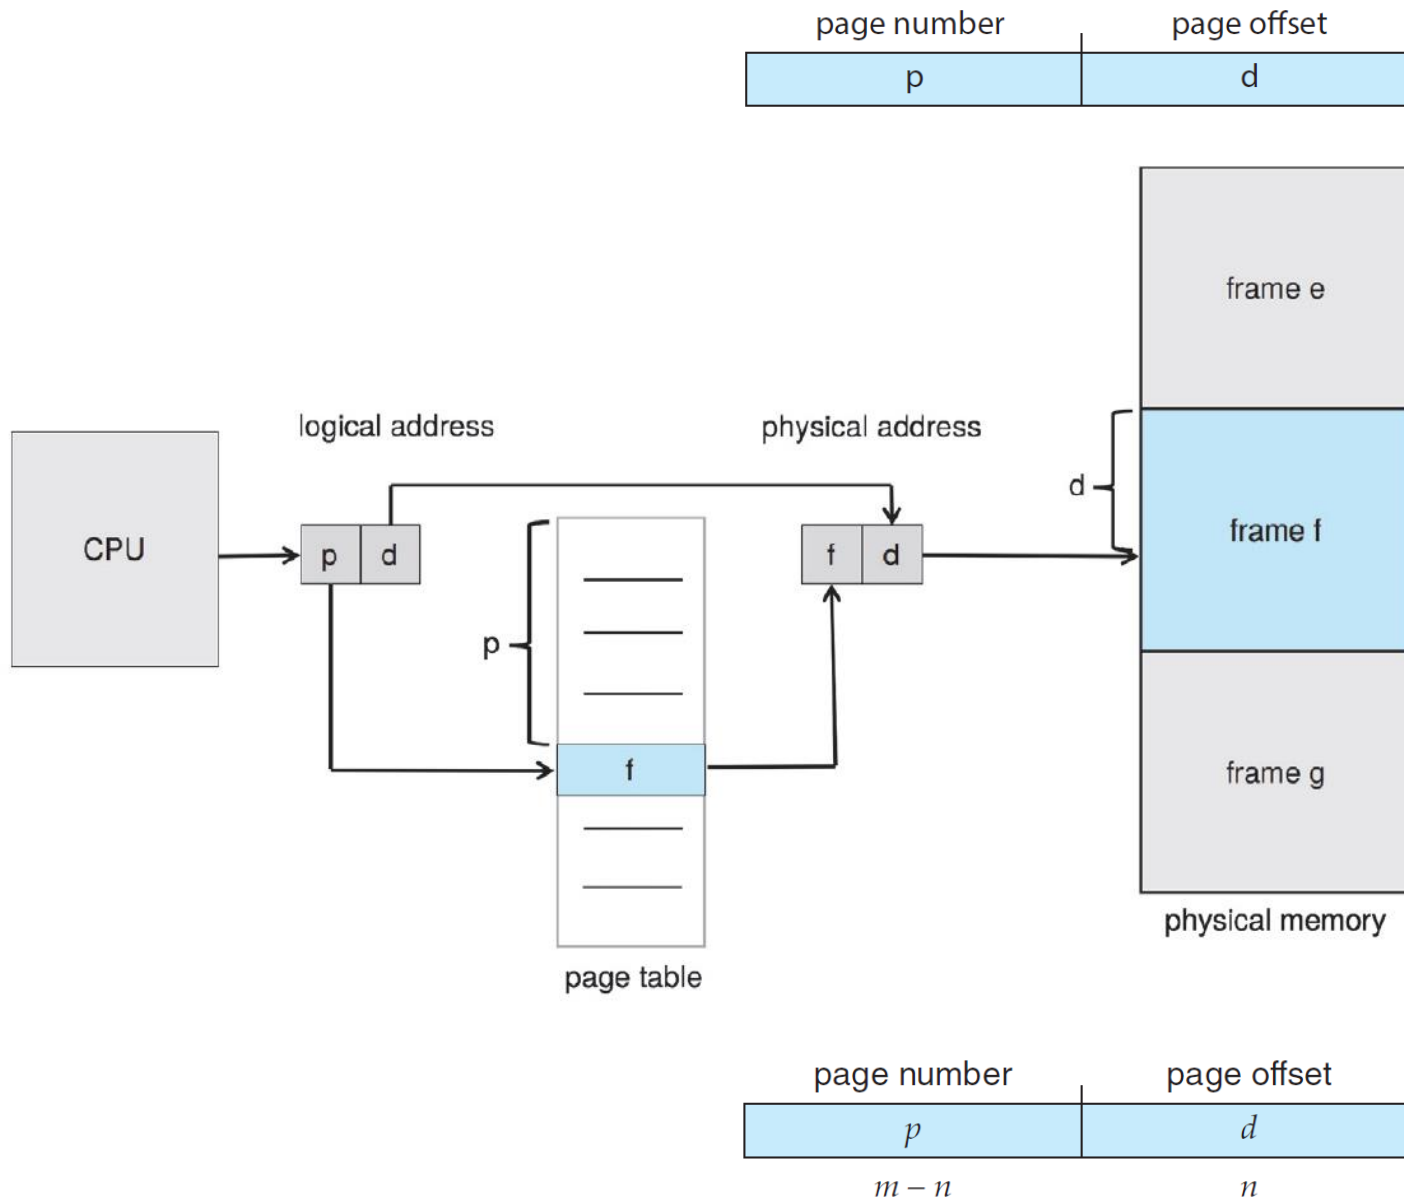 page number page offset
p d
frame e
logical address physical address
d
CPU p d f d frame f
p
f frame g
physical memory
page table
page number page offset
p d
m – n n